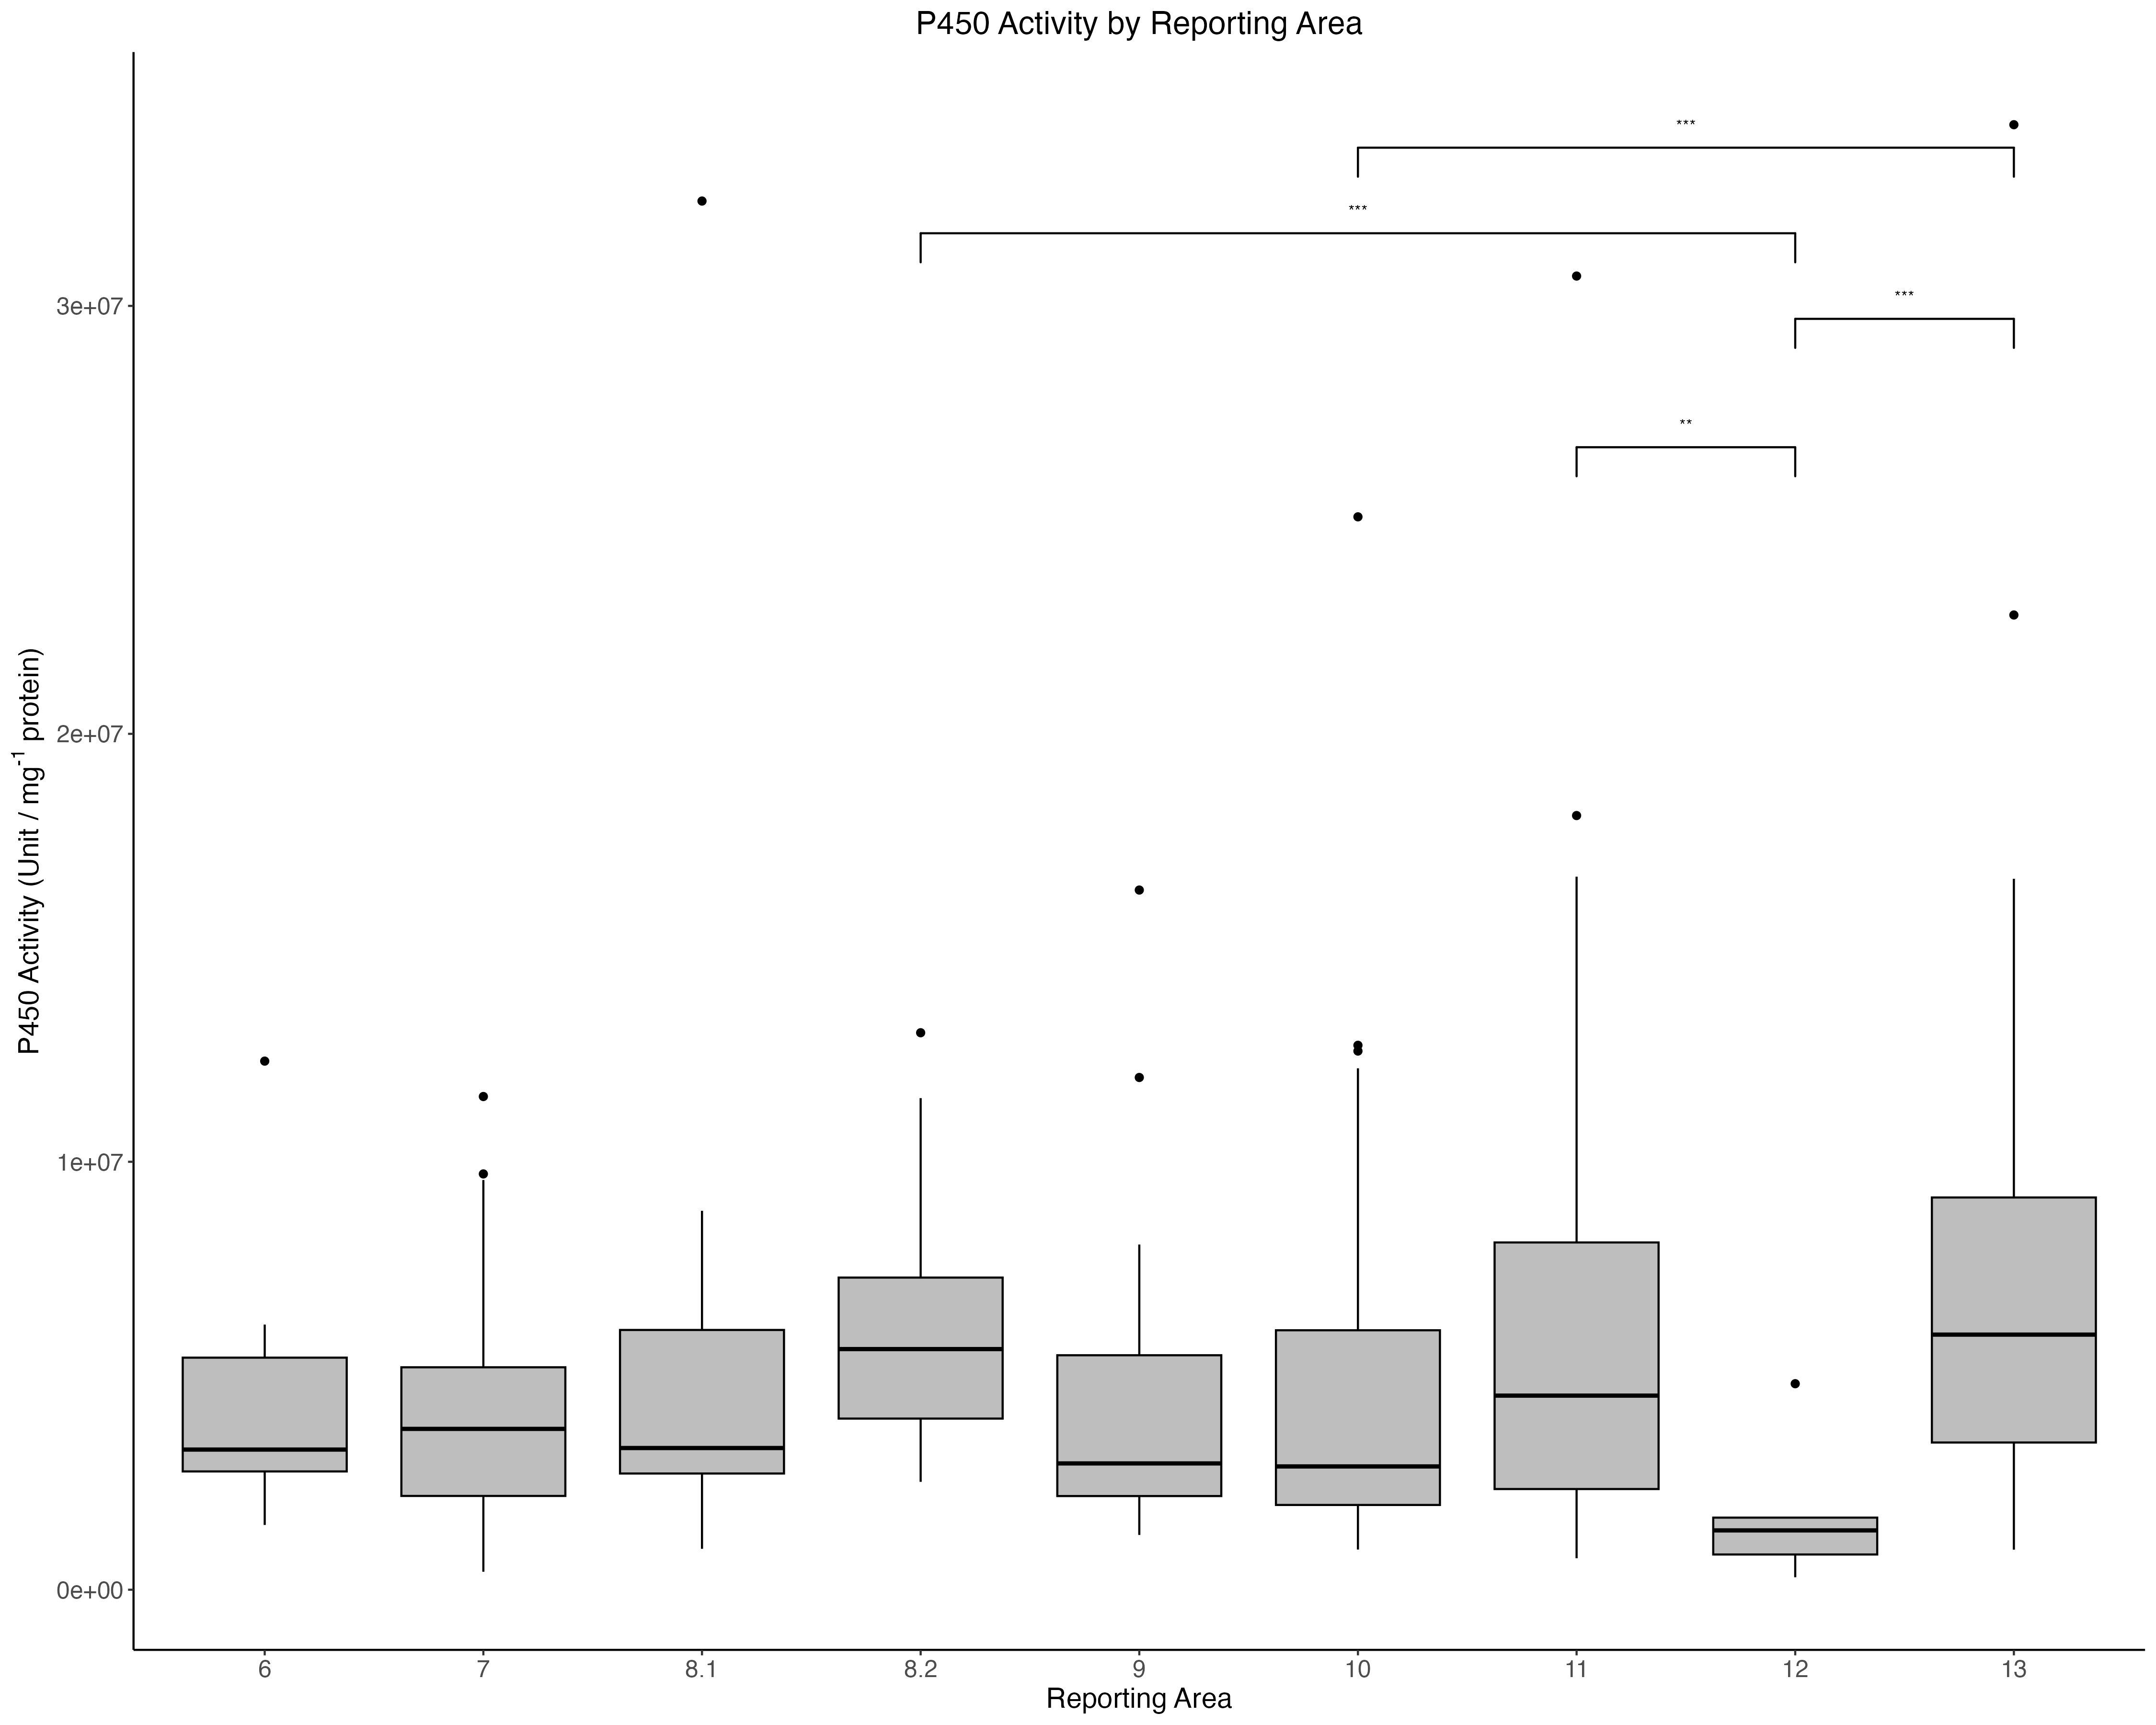 P450 Activity by Reporting Area
***
***
3e+07
***
**
2e+07
P450 Activity (Unit / mg⁻¹ protein)
1e+07
0e+00
6 7 8.1 8.2 9 10 11 12 13
Reporting Area